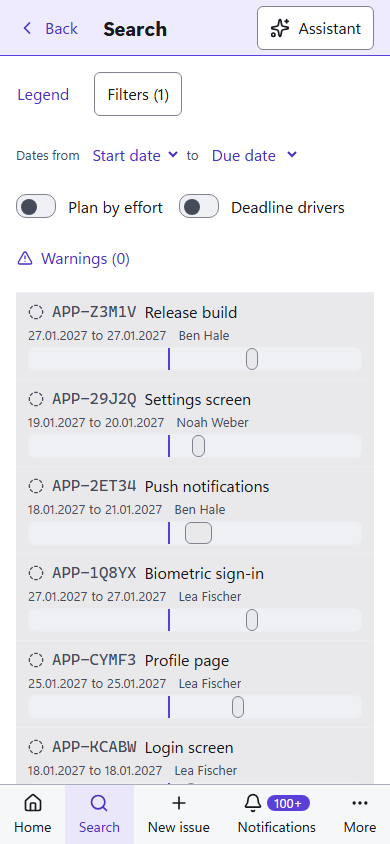 Back Search Assistant
Legend Filters (1)
Dates from Start date to Due date
Plan by effort Deadline drivers
Warnings (0)
APP-Z3M1V Release build
27.01.2027 to 27.01.2027 Ben Hale
APP-29J2Q Settings screen
19.01.2027 to 20.01.2027 Noah Weber
APP-2ET34 Push notifications
18.01.2027 to 21.01.2027 Ben Hale
APP-1Q8YX Biometric sign-in
27.01.2027 to 27.01.2027 Lea Fischer
APP-CYMF3 Profile page
25.01.2027 to 25.01.2027 Lea Fischer
APP-KCABW Login screen
18.01.2027 to 18.01.2027 Lea Fischer
100+
Home Search New issue Notifications More